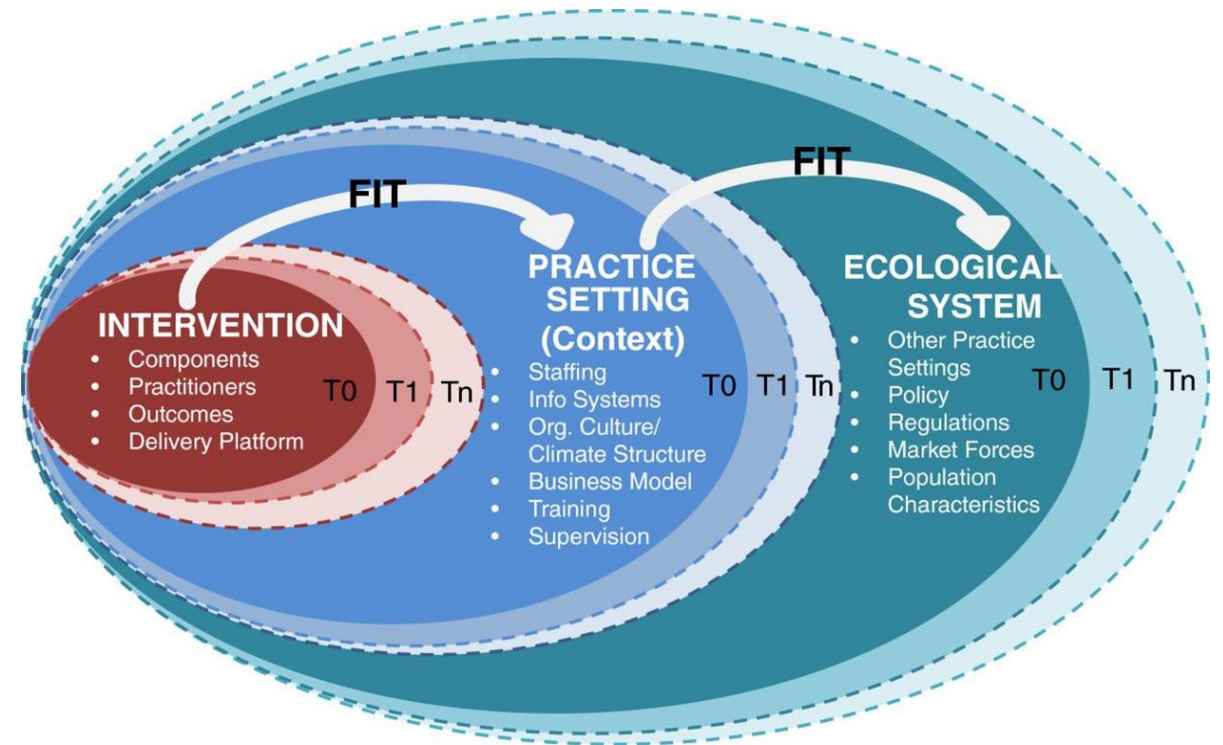 FIT
FIT
INTERVENTION
• Components
• Practitioners
• Outcomes
• Delivery Platform
T0
T1
Tn
PRACTICE
SETTING
(Context)
• Staffing
• Info Systems
• Org. Culture/
Climate Structure
• Business Model
• Training
• Supervision
T0
T1
Tn
ECOLOGICAL
SYSTEM
• Other Practice
Settings
• Policy
• Regulations
• Market Forces
• Population
Characteristics
T0
T1
Tn